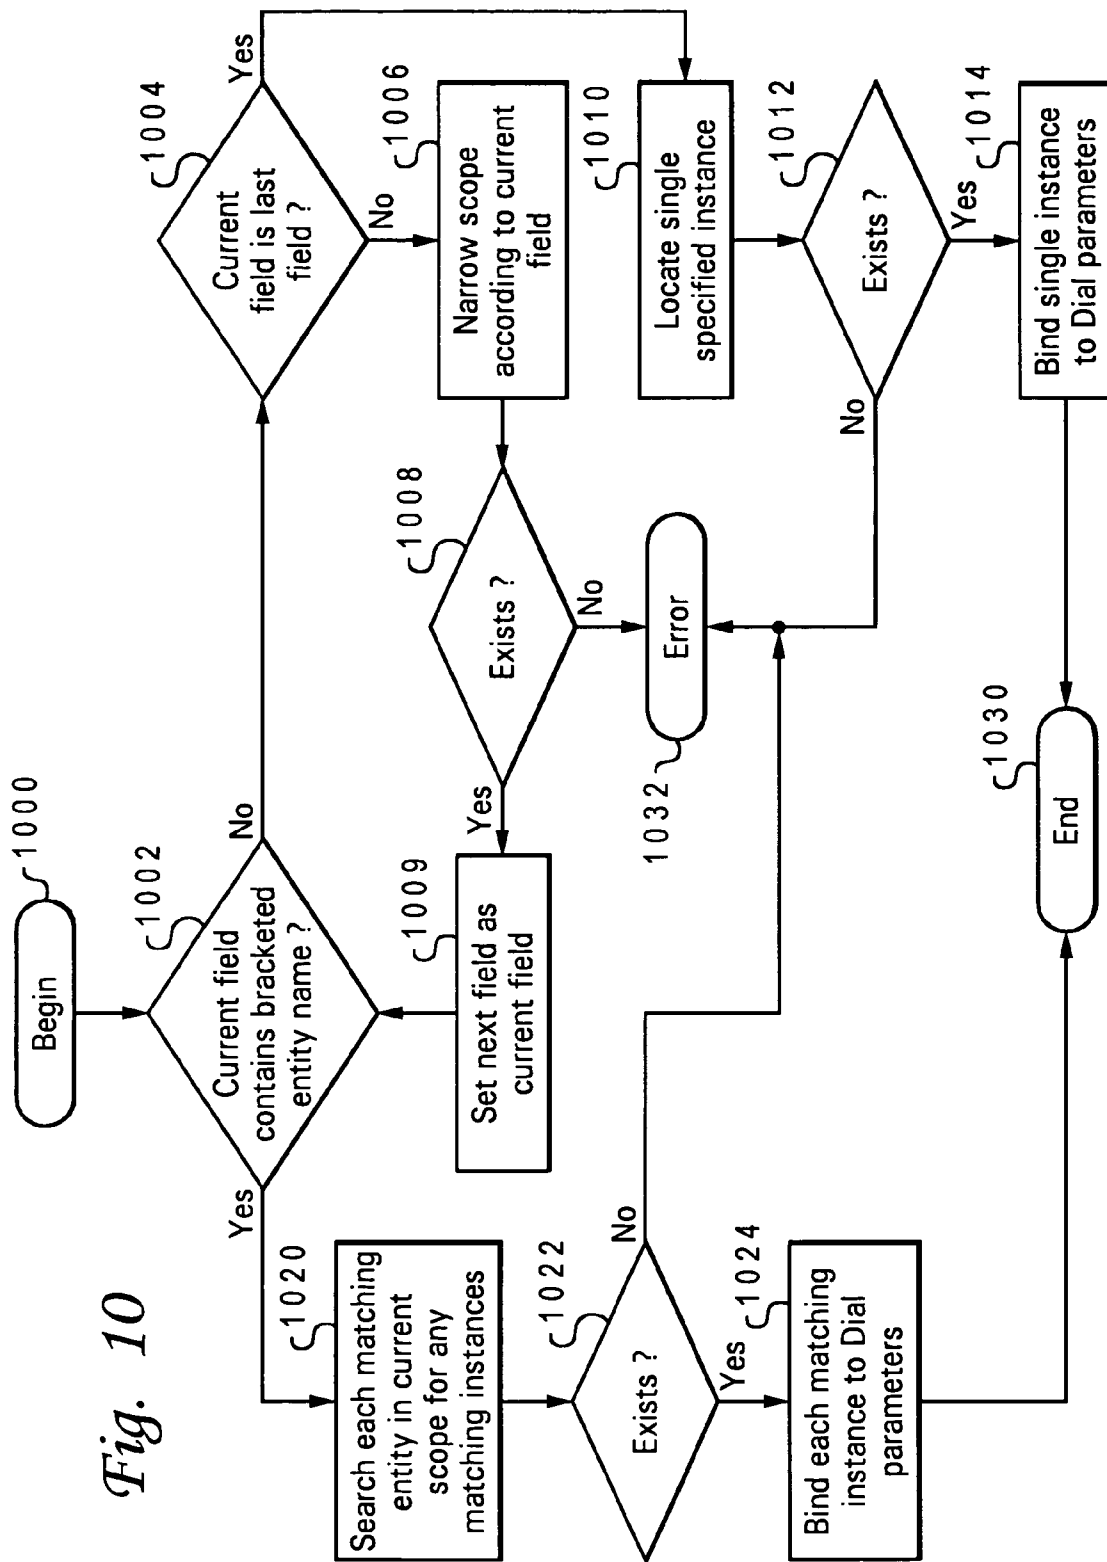 Fig. 10
Begin
1000
Current field
contains bracketed
entity name ?
1002
Yes
No
Current
field is last
field ?
1004
Yes
No
Narrow scope
according to current
field
1006
Exists ?
1008
Yes
No
Set next field as
current field
1009
Locate single
specified instance
1010
Exists ?
1012
No
Yes
Bind single instance
to Dial parameters
1014
Search each matching
entity in current
scope for any
matching instances
1020
Exists ?
1022
No
Yes
Bind each matching
instance to Dial
parameters
1024
Error
1032
End
1030